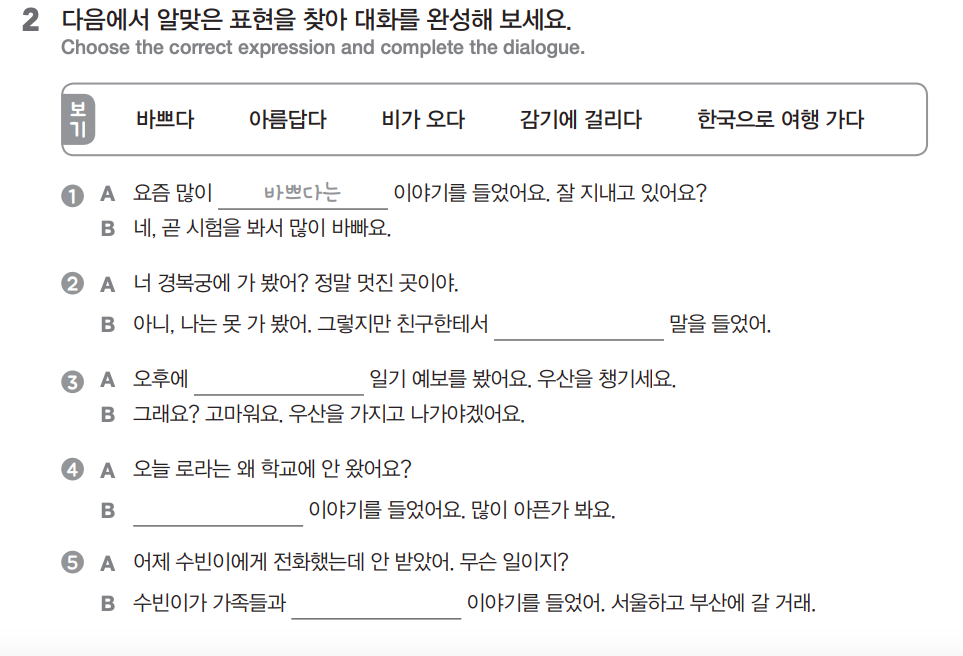 2 다음에서 알맞은 표현을 찾아 대화를 완성해 보세요.
Choose the correct expression and complete the dialogue.
보기 바쁘다 아름답다 비가 오다 감기에 걸리다 한국으로 여행 가다
1 A 요즘 많이 바쁘다는 이야기를 들었어요. 잘 지내고 있어요?
B 네, 곧 시험을 봐서 많이 바빠요.
2 A 너 경복궁에 가 봤어? 정말 멋진 곳이야.
B 아니, 나는 못 가 봤어. 그렇지만 친구한테서 말을 들었어.
3 A 오후에 일기 예보를 봤어요. 우산을 챙기세요.
B 그래요? 고마워요. 우산을 가지고 나가야겠어요.
4 A 오늘 로라는 왜 학교에 안 왔어요?
B 이야기를 들었어요. 많이 아픈가 봐요.
5 A 어제 수빈이에게 전화했는데 안 받았어. 무슨 일이지?
B 수빈이가 가족들과 이야기를 들었어. 서울하고 부산에 갈 거래.